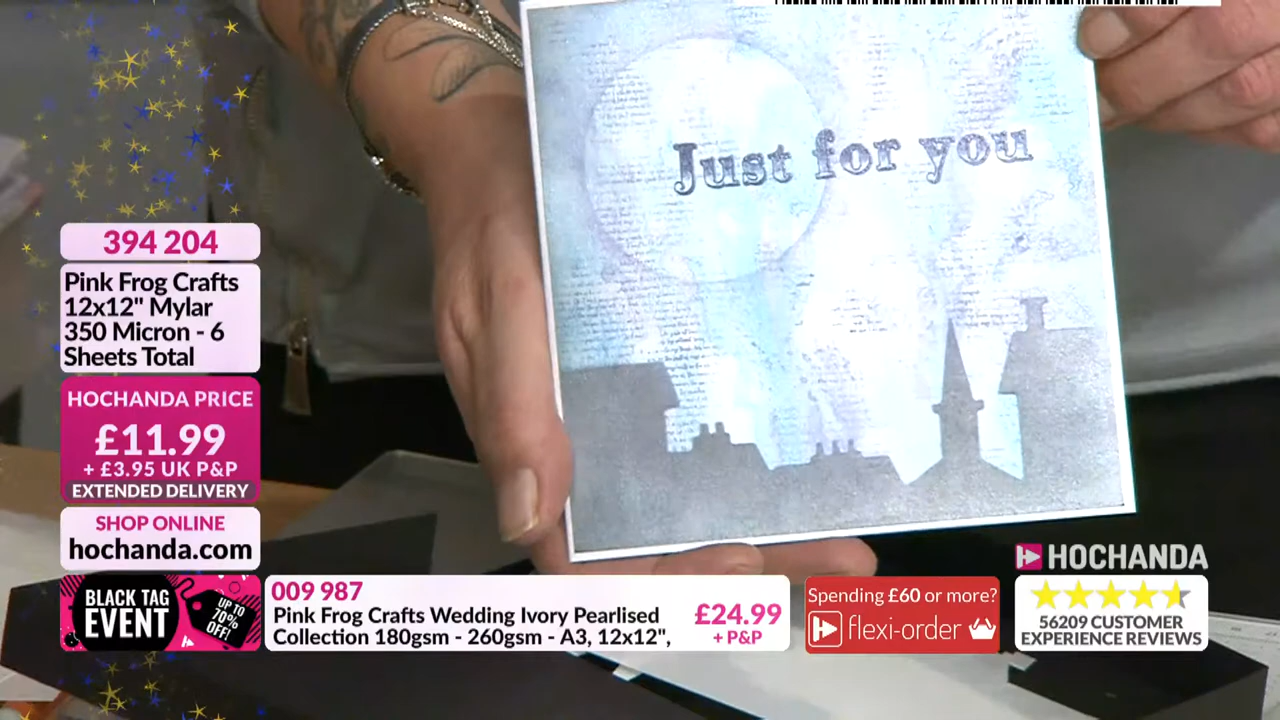 Just for you
394 204
Pink Frog Crafts
12x12" Mylar
350 Micron - 6
Sheets Total
HOCHANDA PRICE
£11.99
+ £3.95 UK P&P
EXTENDED DELIVERY
SHOP ONLINE
hochanda.com
BLACK TAG
EVENT
UP TO
70%
OFF!
009 987
Pink Frog Crafts Wedding Ivory Pearlised
Collection 180gsm - 260gsm - A3, 12x12",
£24.99
+ P&P
Spending £60 or more?
flexi-order
HOCHANDA
56209 CUSTOMER
EXPERIENCE REVIEWS